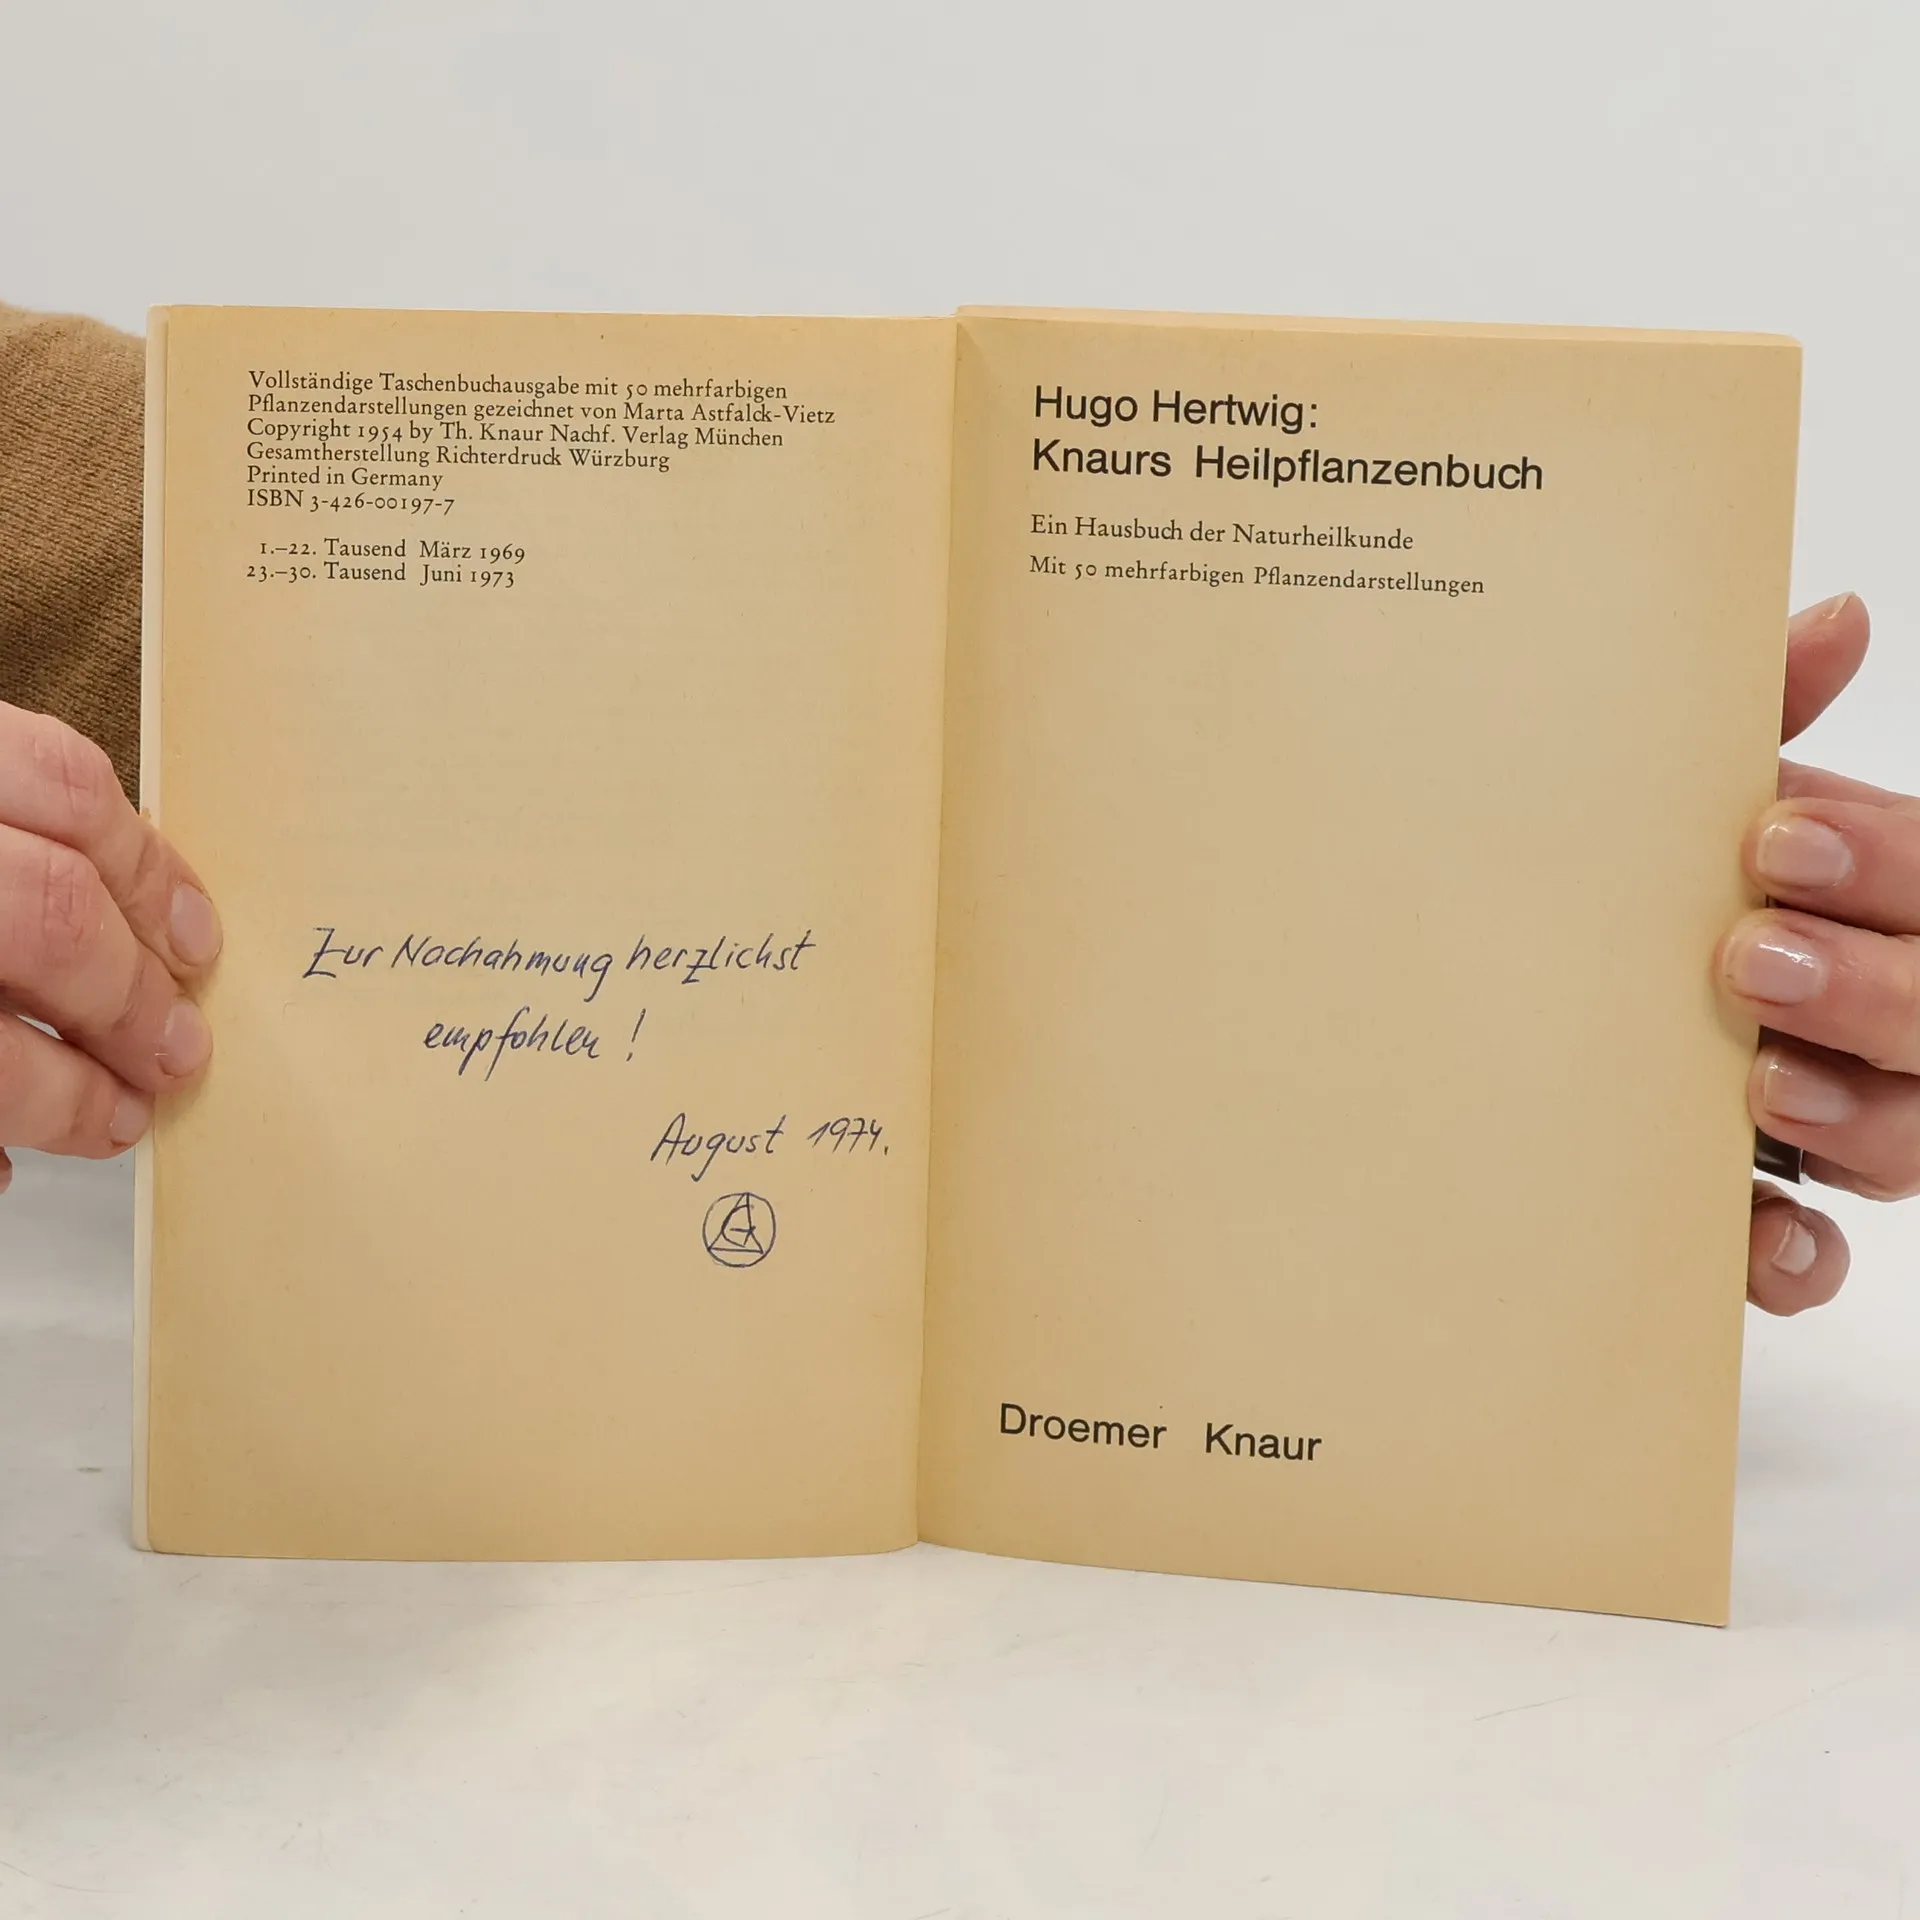 Vollständige Taschenbuchausgabe mit 50 mehrfarbigen
Pflanzendarstellungen gezeichnet von Marta Astfalck-Vietz
Copyright 1954 by Th. Knaur Nachf. Verlag München
Gesamtherstellung Richterdruck Würzburg
Printed in Germany
ISBN 3-426-00197-7
1.–22. Tausend März 1969
23.–30. Tausend Juni 1973
Zur Nachahmung herzlichst
empfohlen !
August 1974.
Hugo Hertwig:
Knaurs Heilpflanzenbuch
Ein Hausbuch der Naturheilkunde
Mit 50 mehrfarbigen Pflanzendarstellungen
Droemer Knaur